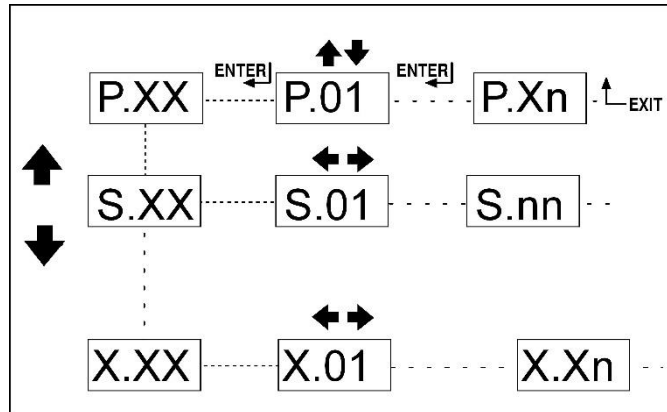 ENTER ENTER
P.XX P.01 P.Xn EXIT
S.XX S.01 S.nn
X.XX X.01 X.Xn